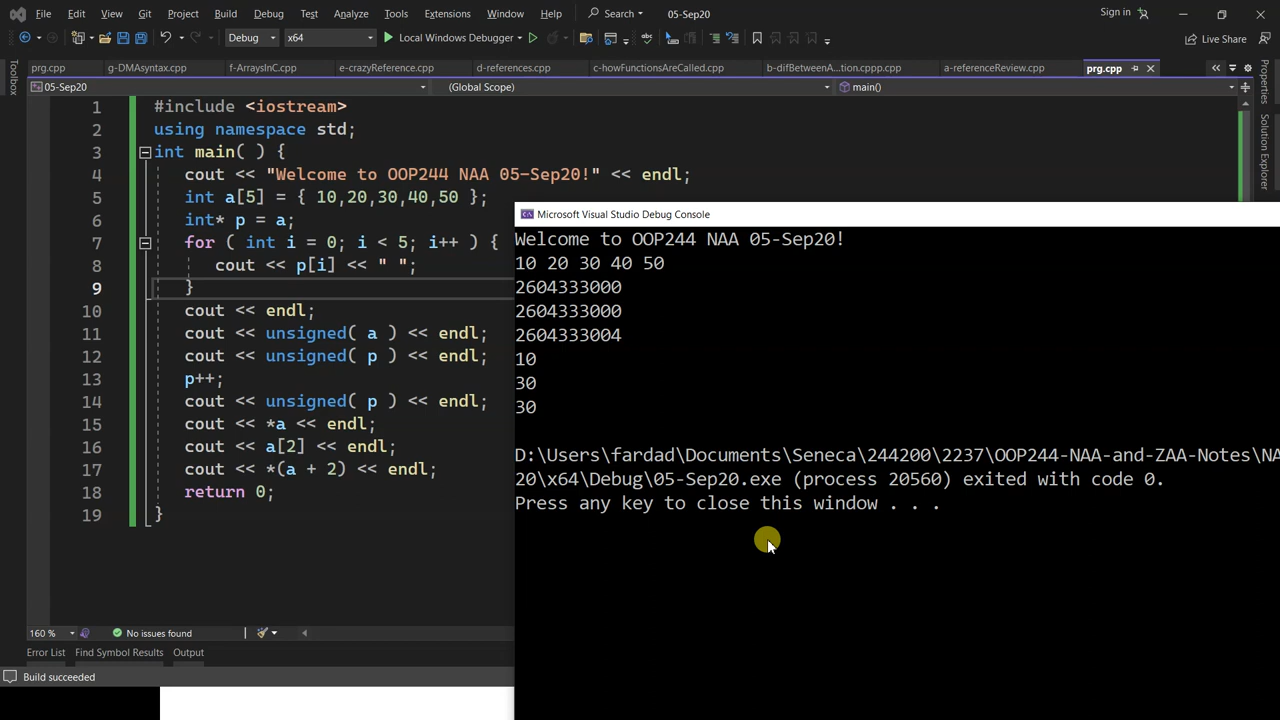 File Edit View Git Project Build Debug Test Analyze Tools Extensions Window Help Search 05-Sep20 Sign in
Debug x64 Local Windows Debugger Live Share
prg.cpp g-DMAsyntax.cpp f-ArraysInC.cpp e-crazyReference.cpp d-references.cpp c-howFunctionsAreCalled.cpp b-difBetweenA...tion.cppp.cpp a-referenceReview.cpp prg.cpp
05-Sep20 (Global Scope) main()
Toolbox
Properties
Solution Explorer
1 #include <iostream>
2 using namespace std;
3 int main( ) {
4 cout << "Welcome to OOP244 NAA 05-Sep20!" << endl;
5 int a[5] = { 10,20,30,40,50 };
6 int* p = a;
7 for ( int i = 0; i < 5; i++ ) {
8 cout << p[i] << " ";
9 }
10 cout << endl;
11 cout << unsigned( a ) << endl;
12 cout << unsigned( p ) << endl;
13 p++;
14 cout << unsigned( p ) << endl;
15 cout << *a << endl;
16 cout << a[2] << endl;
17 cout << *(a + 2) << endl;
18 return 0;
19 }
Microsoft Visual Studio Debug Console
Welcome to OOP244 NAA 05-Sep20!
10 20 30 40 50
2604333000
2604333000
2604333004
10
30
30
D:\Users\fardad\Documents\Seneca\244200\2237\OOP244-NAA-and-ZAA-Notes\NA
20\x64\Debug\05-Sep20.exe (process 20560) exited with code 0.
Press any key to close this window . . .
160 % No issues found
Error List Find Symbol Results Output
Build succeeded